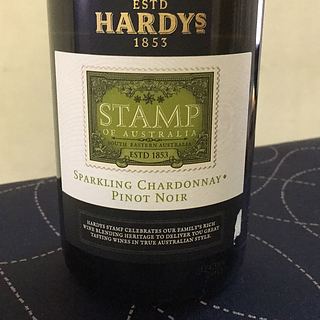 ESTD
HARDYS
1853
STAMP
OF AUSTRALIA
SOUTH EASTERN AUSTRALIA
ESTD 1853
SPARKLING CHARDONNAY •
PINOT NOIR
HARDYS STAMP CELEBRATES OUR FAMILY'S RICH
WINE BLENDING HERITAGE TO DELIVER YOU GREAT
TASTING WINES IN TRUE AUSTRALIAN STYLE.